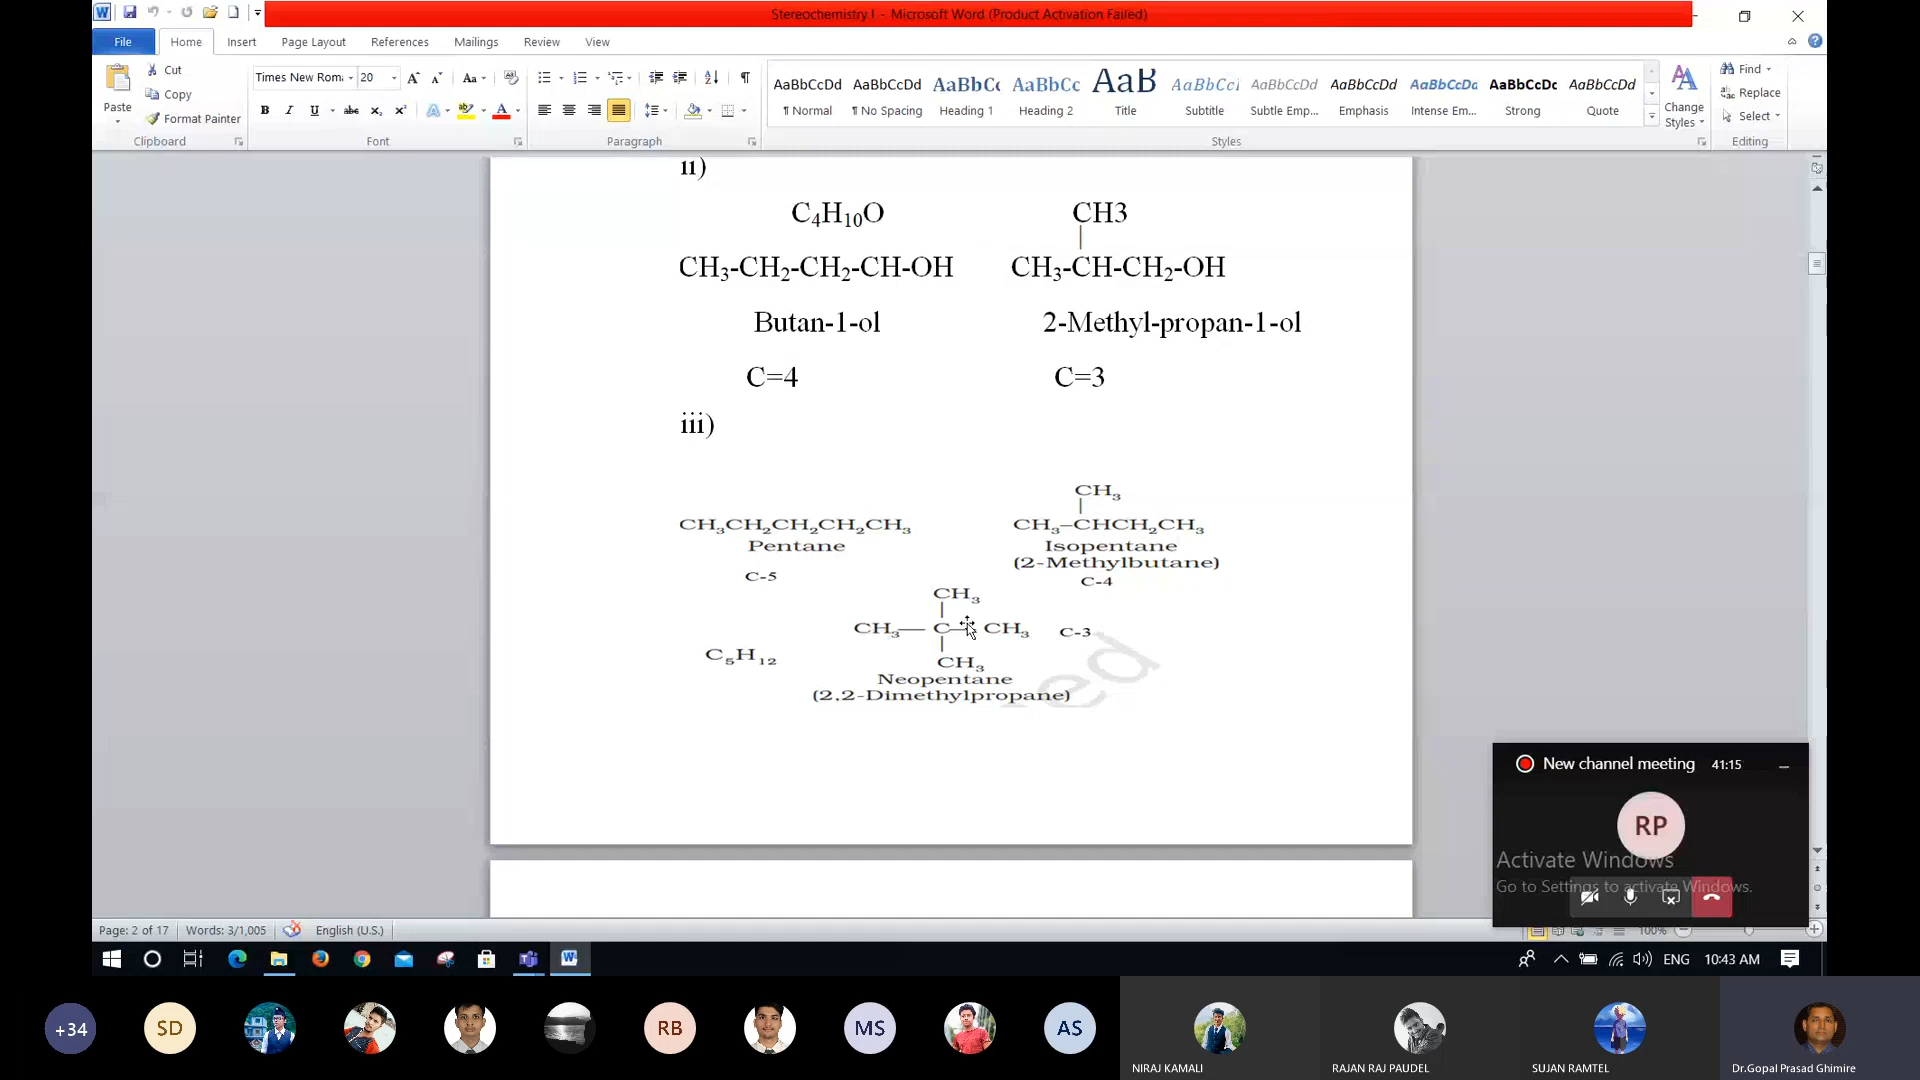 Stereochemistry I - Microsoft Word (Product Activation Failed)
File Home Insert Page Layout References Mailings Review View
Cut
Copy
Format Painter
Paste
Clipboard
Times New Roma 20
Font
Paragraph
AaBbCcDd AaBbCcDd AaBbCc AaBbCc AaB AaBbCcI AaBbCcDd AaBbCcDd AaBbCcDd AaBbCcDc AaBbCcDd
¶ Normal ¶ No Spacing Heading 1 Heading 2 Title Subtitle Subtle Emp... Emphasis Intense Em... Strong Quote
Styles
Change Styles
Find
Replace
Select
Editing
ii)
C₄H₁₀O CH3
CH₃-CH₂-CH₂-CH-OH CH₃-CH-CH₂-OH
Butan-1-ol 2-Methyl-propan-1-ol
C=4 C=3
iii)
CH₃
CH₃CH₂CH₂CH₂CH₃ CH₃–CHCH₂CH₃
Pentane Isopentane
(2-Methylbutane)
C-5 C-4
CH₃
CH₃— C— CH₃ C-3
C₅H₁₂ CH₃
Neopentane
(2,2-Dimethylpropane)
ed
New channel meeting 41:15
RP
Activate Windows
Go to Settings to activate Windows.
Page: 2 of 17 Words: 3/1,005 English (U.S.) 100%
ENG 10:43 AM
+34 SD RB MS AS
NIRAJ KAMALI RAJAN RAJ PAUDEL SUJAN RAMTEL Dr.Gopal Prasad Ghimire